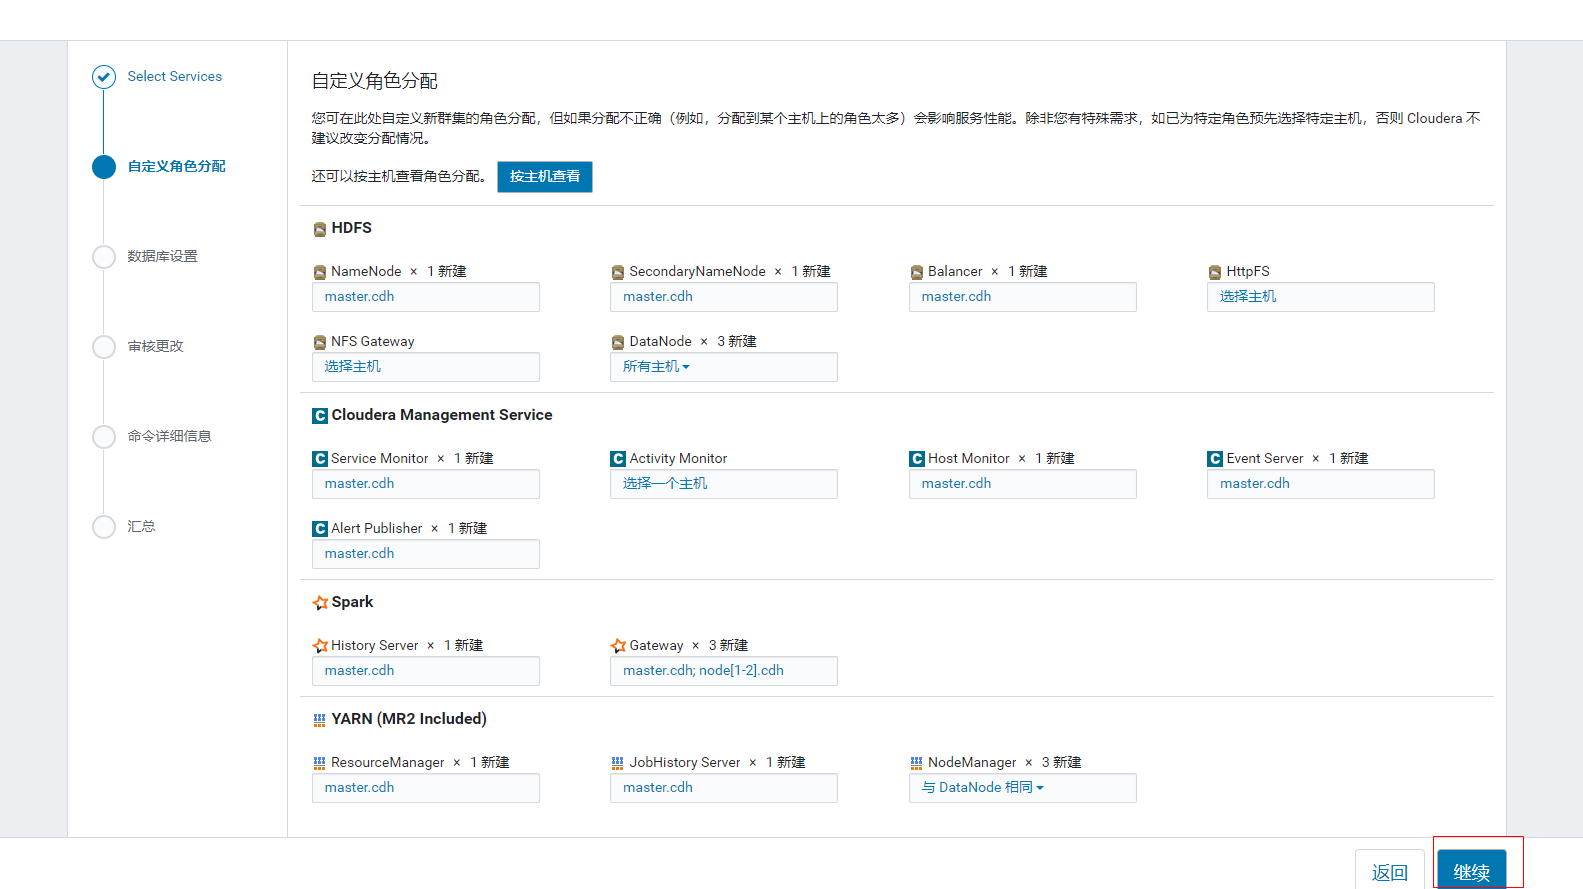 Select Services
自定义角色分配
数据库设置
审核更改
命令详细信息
汇总
自定义角色分配
您可在此处自定义新群集的角色分配，但如果分配不正确（例如，分配到某个主机上的角色太多）会影响服务性能。除非您有特殊需求，如已为特定角色预先选择特定主机，否则 Cloudera 不
建议改变分配情况。
还可以按主机查看角色分配。 按主机查看
HDFS
NameNode × 1 新建 SecondaryNameNode × 1 新建 Balancer × 1 新建 HttpFS
master.cdh master.cdh master.cdh 选择主机
NFS Gateway DataNode × 3 新建
选择主机 所有主机
Cloudera Management Service
Service Monitor × 1 新建 Activity Monitor Host Monitor × 1 新建 Event Server × 1 新建
master.cdh 选择一个主机 master.cdh master.cdh
Alert Publisher × 1 新建
master.cdh
Spark
History Server × 1 新建 Gateway × 3 新建
master.cdh master.cdh; node[1-2].cdh
YARN (MR2 Included)
ResourceManager × 1 新建 JobHistory Server × 1 新建 NodeManager × 3 新建
master.cdh master.cdh 与 DataNode 相同
返回 继续